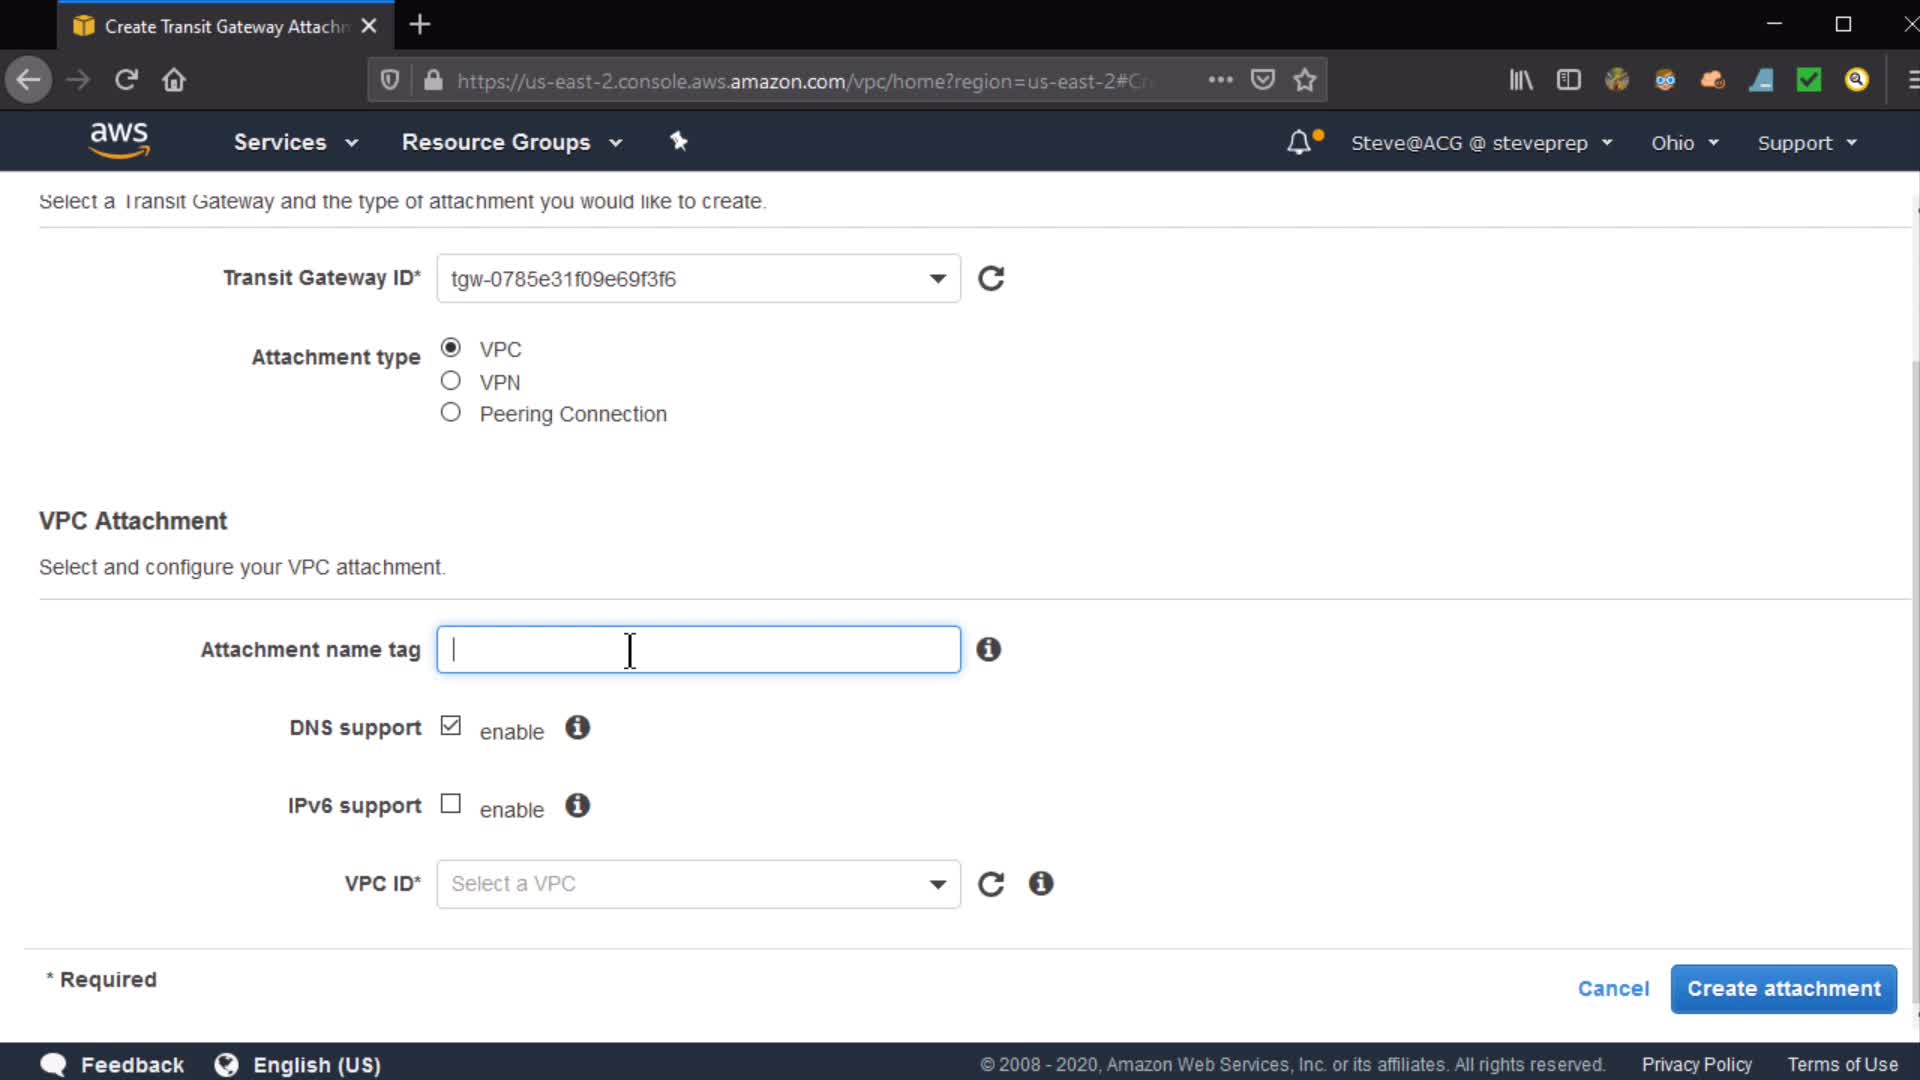 Create Transit Gateway Attachm
https://us-east-2.console.aws.amazon.com/vpc/home?region=us-east-2#Cr
aws Services Resource Groups Steve@ACG @ steveprep Ohio Support
Select a Transit Gateway and the type of attachment you would like to create.
Transit Gateway ID* tgw-0785e31f09e69f3f6
Attachment type VPC
VPN
Peering Connection
VPC Attachment
Select and configure your VPC attachment.
Attachment name tag
DNS support enable
IPv6 support enable
VPC ID* Select a VPC
* Required
Cancel Create attachment
Feedback English (US) © 2008 - 2020, Amazon Web Services, Inc. or its affiliates. All rights reserved. Privacy Policy Terms of Use